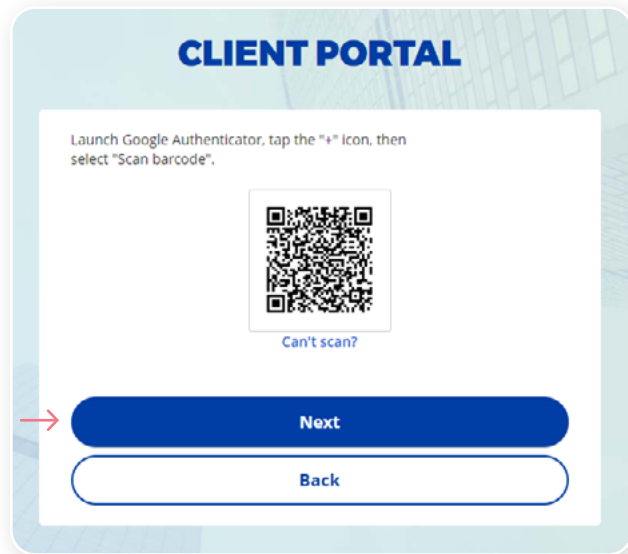 CLIENT PORTAL
Launch Google Authenticator, tap the "+" icon, then
select "Scan barcode".
Can't scan?
Next
Back